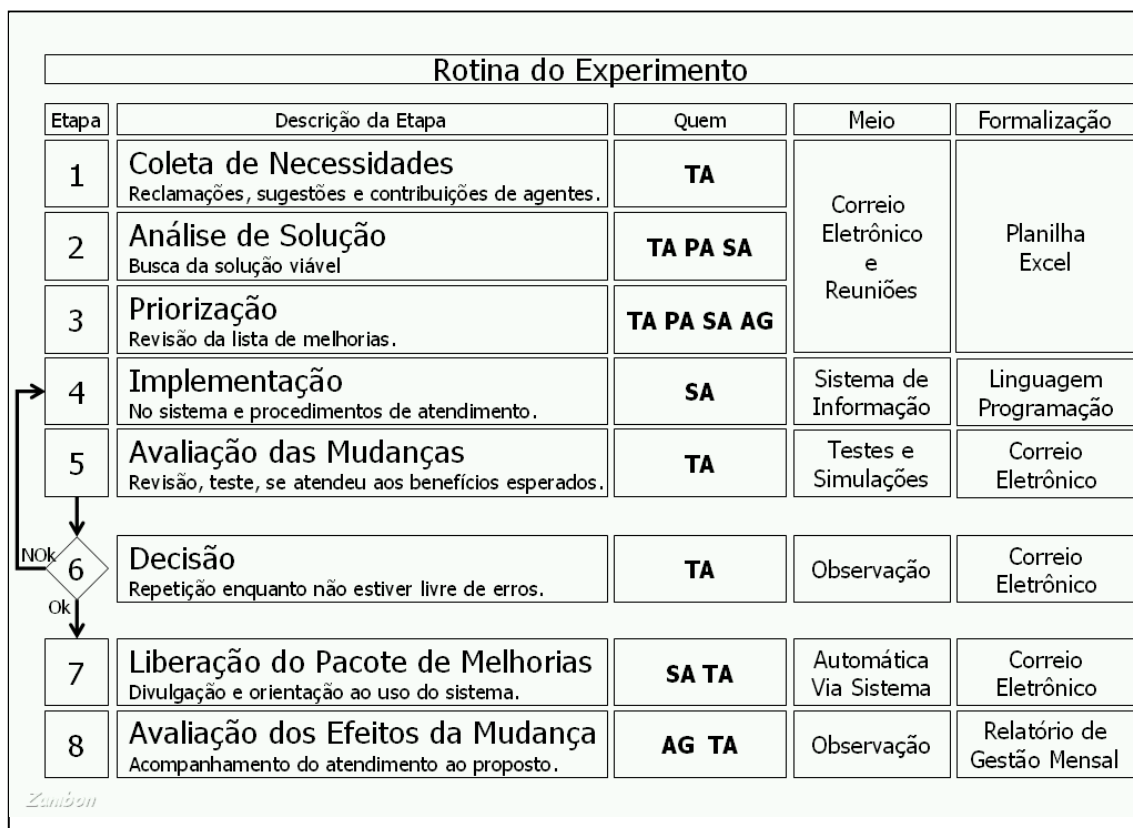 Rotina do Experimento
Etapa Descrição da Etapa Quem Meio Formalização
1 Coleta de Necessidades TA
Reclamações, sugestões e contribuições de agentes.
Correio
Eletrônico
e
Reuniões
Planilha
Excel
2 Análise de Solução TA PA SA
Busca da solução viável
3 Priorização TA PA SA AG
Revisão da lista de melhorias.
4 Implementação SA
No sistema e procedimentos de atendimento.
Sistema de
Informação
Linguagem
Programação
5 Avaliação das Mudanças TA
Revisão, teste, se atendeu aos benefícios esperados.
Testes e
Simulações
Correio
Eletrônico
NOk
6
Ok
Decisão TA
Repetição enquanto não estiver livre de erros.
Observação
Correio
Eletrônico
7 Liberação do Pacote de Melhorias SA TA
Divulgação e orientação ao uso do sistema.
Automática
Via Sistema
Correio
Eletrônico
8 Avaliação dos Efeitos da Mudança AG TA
Acompanhamento do atendimento ao proposto.
Observação
Relatório de
Gestão Mensal
Zanibon